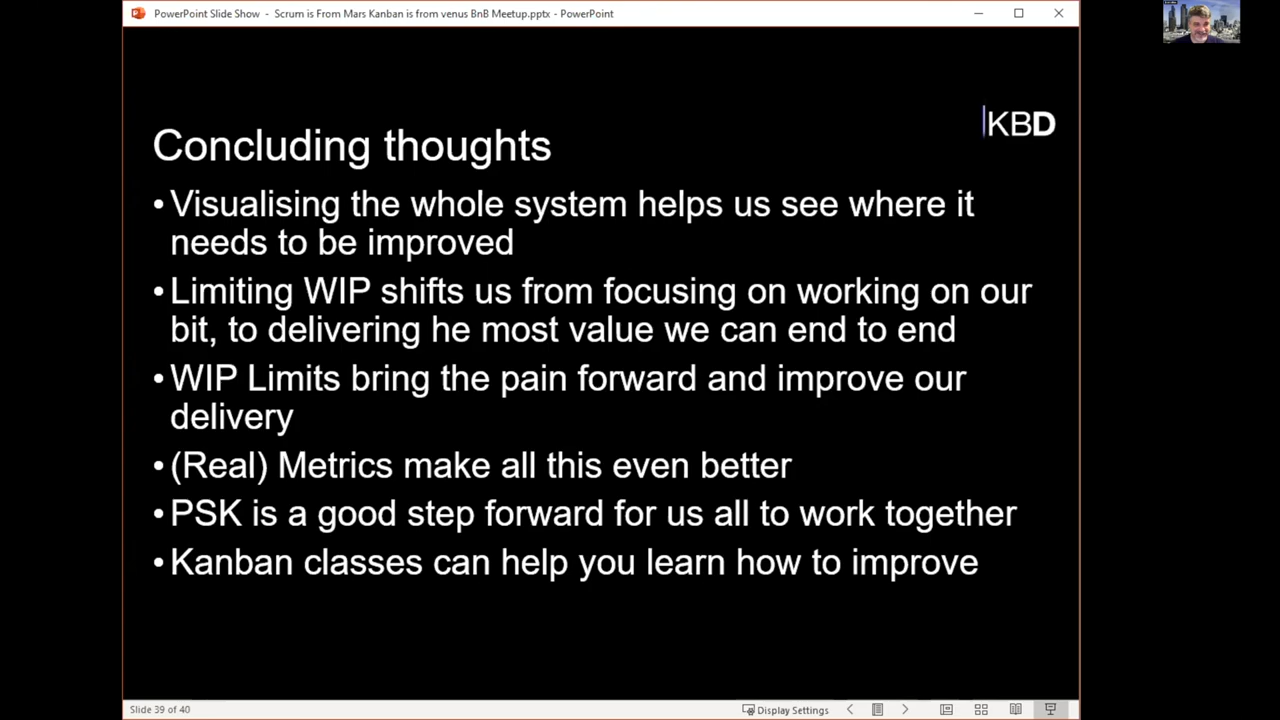 PowerPoint Slide Show - Scrum is From Mars Kanban is from venus BnB Meetup.pptx - PowerPoint
KBD
Concluding thoughts
•Visualising the whole system helps us see where it
needs to be improved
•Limiting WIP shifts us from focusing on working on our
bit, to delivering he most value we can end to end
•WIP Limits bring the pain forward and improve our
delivery
•(Real) Metrics make all this even better
•PSK is a good step forward for us all to work together
•Kanban classes can help you learn how to improve
Slide 39 of 40
Display Settings